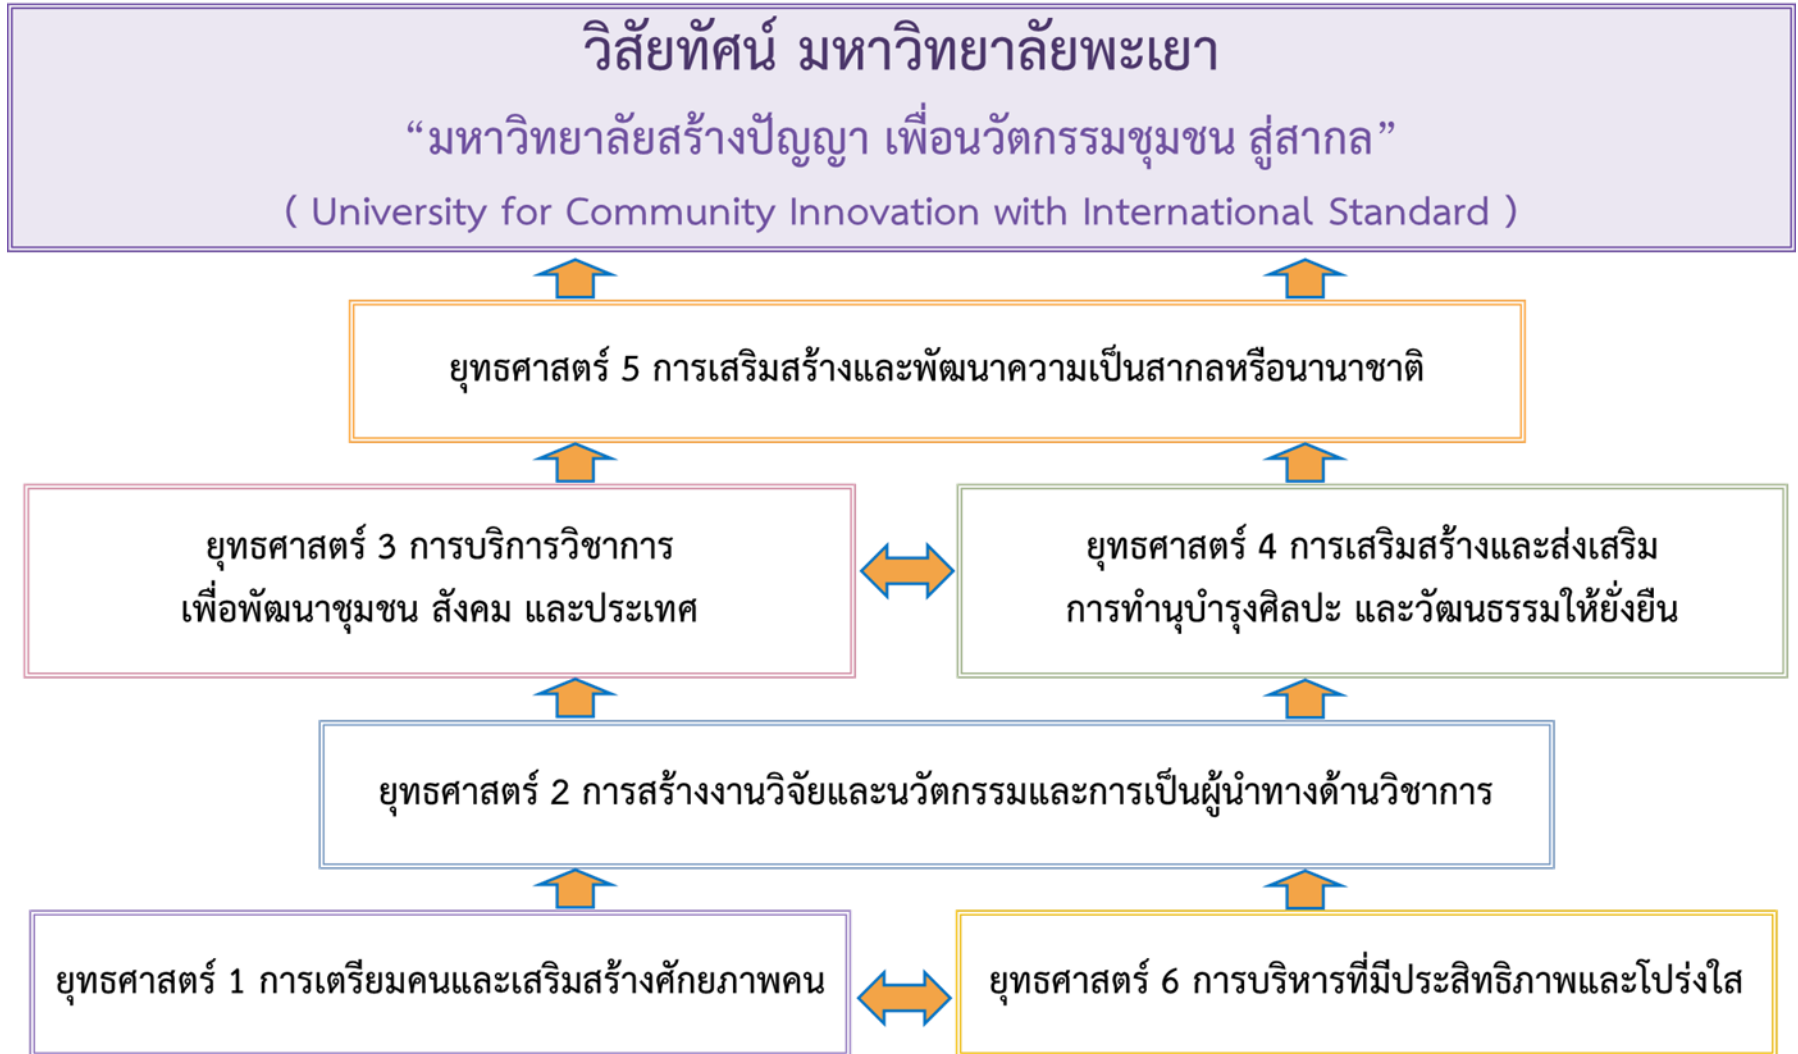 วิสัยทัศน์ มหาวิทยาลัยพะเยา
“มหาวิทยาลัยสร้างปัญญา เพื่อนวัตกรรมชุมชน สู่สากล”
( University for Community Innovation with International Standard )
ยุทธศาสตร์ 5 การเสริมสร้างและพัฒนาความเป็นสากลหรือนานาชาติ
ยุทธศาสตร์ 3 การบริการวิชาการ
เพื่อพัฒนาชุมชน สังคม และประเทศ
ยุทธศาสตร์ 4 การเสริมสร้างและส่งเสริม
การทำนุบำรุงศิลปะ และวัฒนธรรมให้ยั่งยืน
ยุทธศาสตร์ 2 การสร้างงานวิจัยและนวัตกรรมและการเป็นผู้นำทางด้านวิชาการ
ยุทธศาสตร์ 1 การเตรียมคนและเสริมสร้างศักยภาพคน
ยุทธศาสตร์ 6 การบริหารที่มีประสิทธิภาพและโปร่งใส